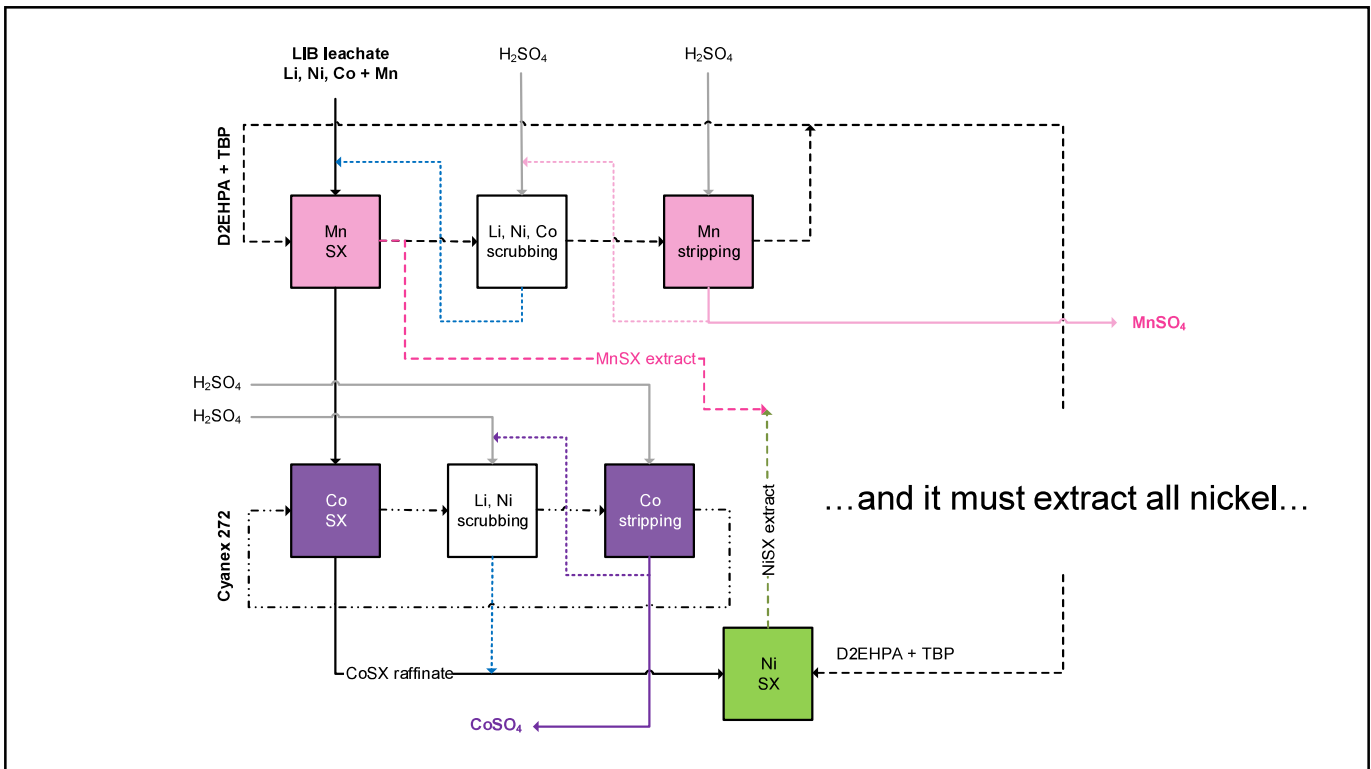 LIB leachate
Li, Ni, Co + Mn
H₂SO₄
H₂SO₄
D2EHPA + TBP
Mn
SX
Li, Ni, Co
scrubbing
Mn
stripping
MnSO₄
MnSX extract
H₂SO₄
H₂SO₄
Cyanex 272
Co
SX
Li, Ni
scrubbing
Co
stripping
NiSX extract
…and it must extract all nickel…
CoSX raffinate
Ni
SX
D2EHPA + TBP
CoSO₄